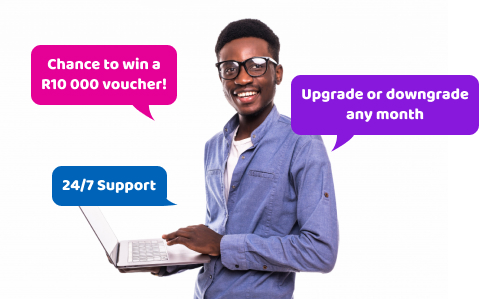 Chance to win a
R10 000 voucher!
Upgrade or downgrade
any month
24/7 Support